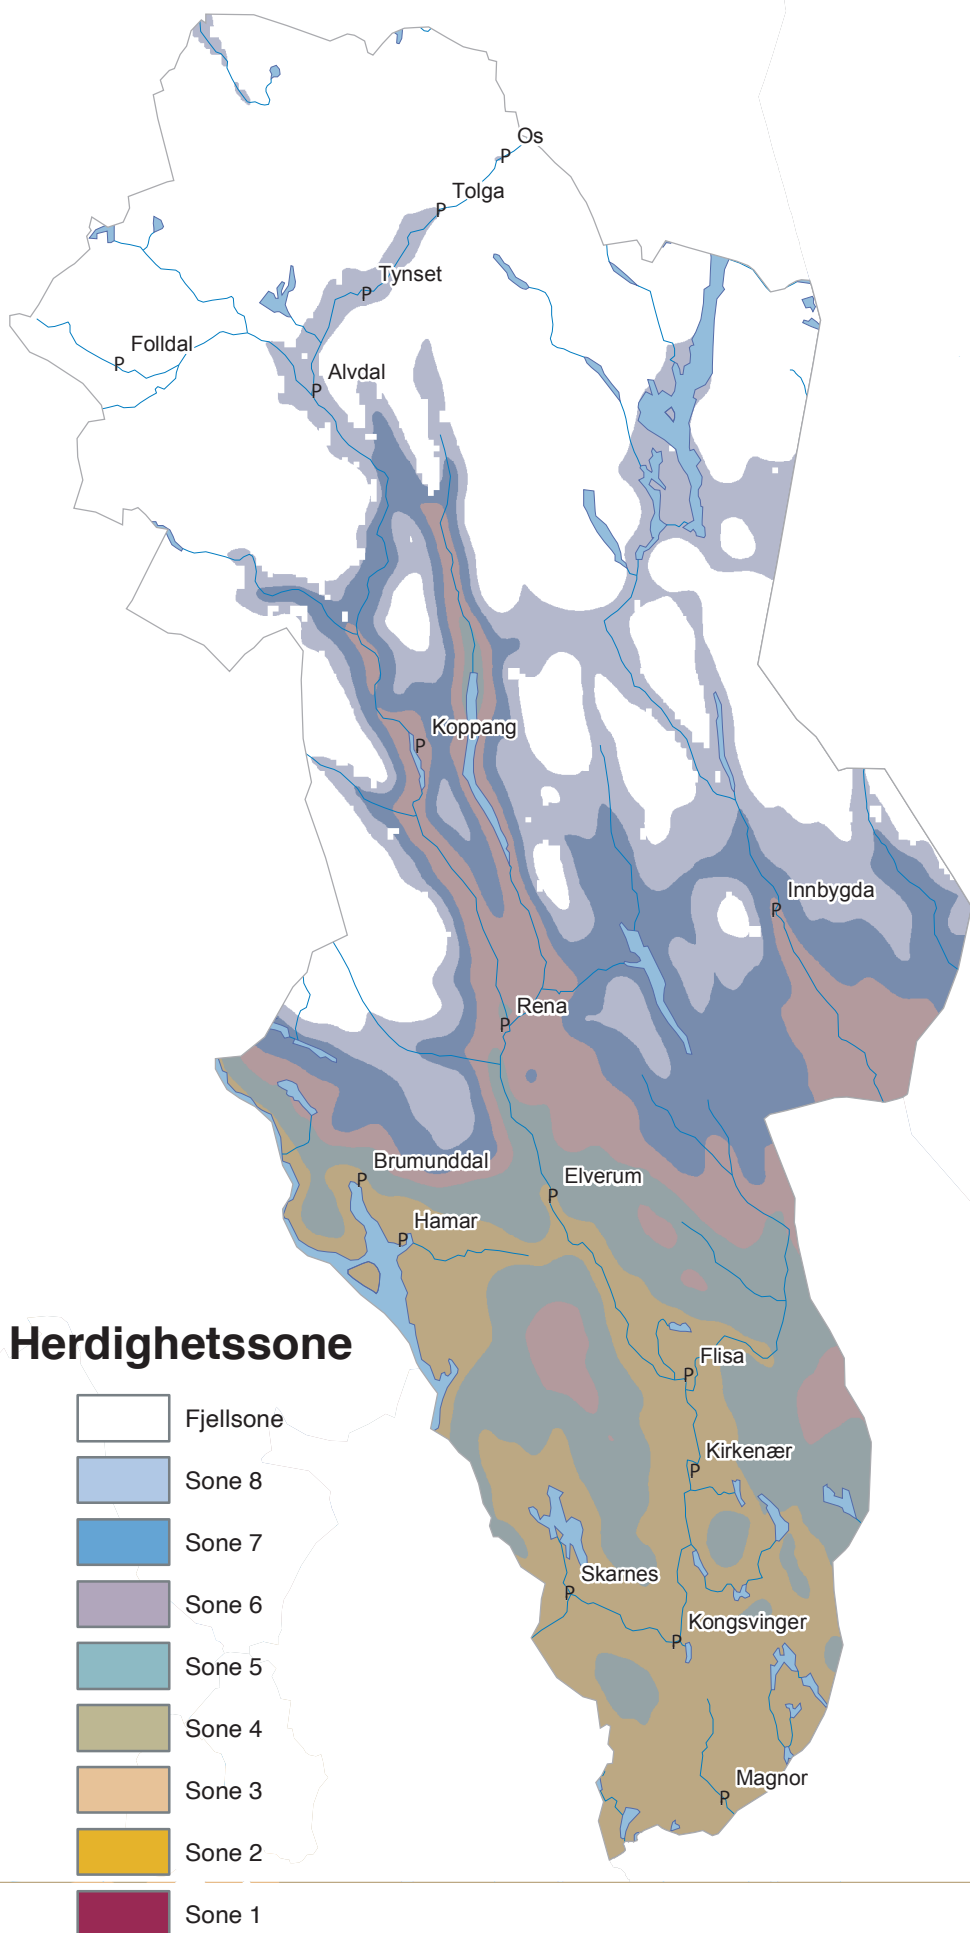 Os
P
Tolga
P
Tynset
P
Folldal
P
Alvdal
P
Koppang
P
Innbygda
P
Rena
P
Brumunddal
P
Elverum
P
Hamar
P
Flisa
P
Kirkenær
P
Skarnes
P
Kongsvinger
P
Magnor
P
Herdighetssone
Fjellsone
Sone 8
Sone 7
Sone 6
Sone 5
Sone 4
Sone 3
Sone 2
Sone 1